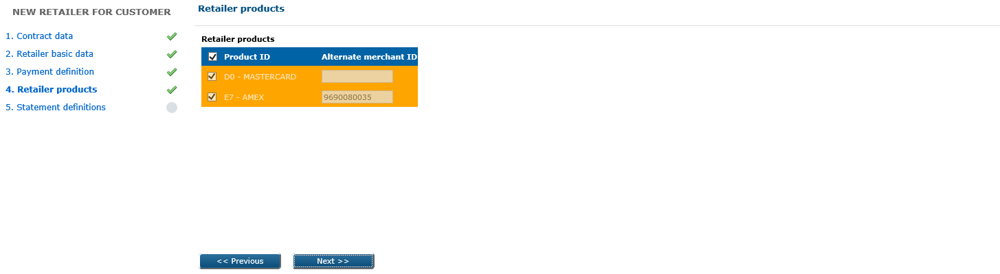 NEW RETAILER FOR CUSTOMER
1. Contract data
2. Retailer basic data
3. Payment definition
4. Retailer products
5. Statement definitions
Retailer products
Retailer products
Product ID Alternate merchant ID
D0 - MASTERCARD
E7 - AMEX 9690080035
<< Previous Next >>